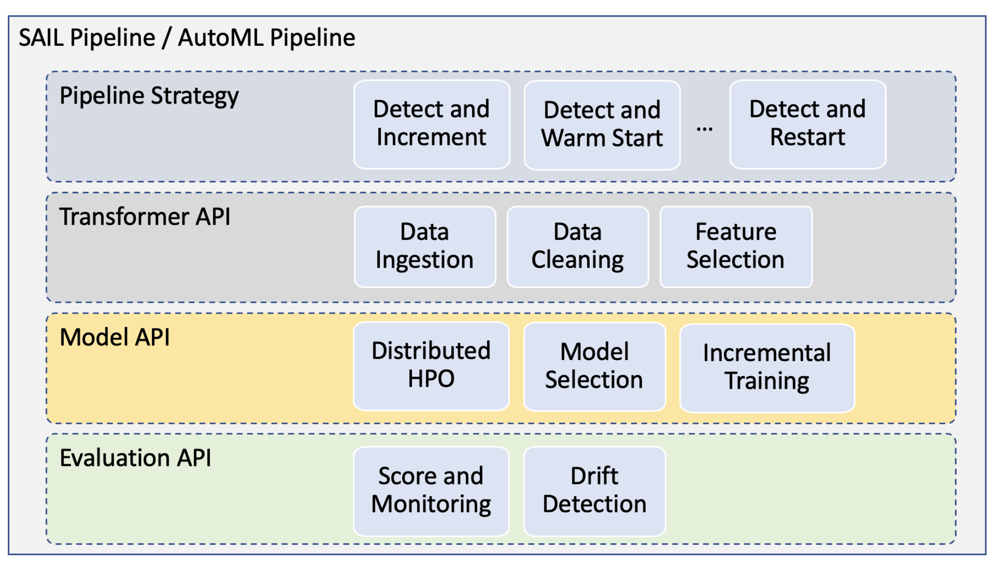 SAIL Pipeline / AutoML Pipeline
Pipeline Strategy
Detect and
Increment
Detect and
Warm Start
...
Detect and
Restart
Transformer API
Data
Ingestion
Data
Cleaning
Feature
Selection
Model API
Distributed
HPO
Model
Selection
Incremental
Training
Evaluation API
Score and
Monitoring
Drift
Detection